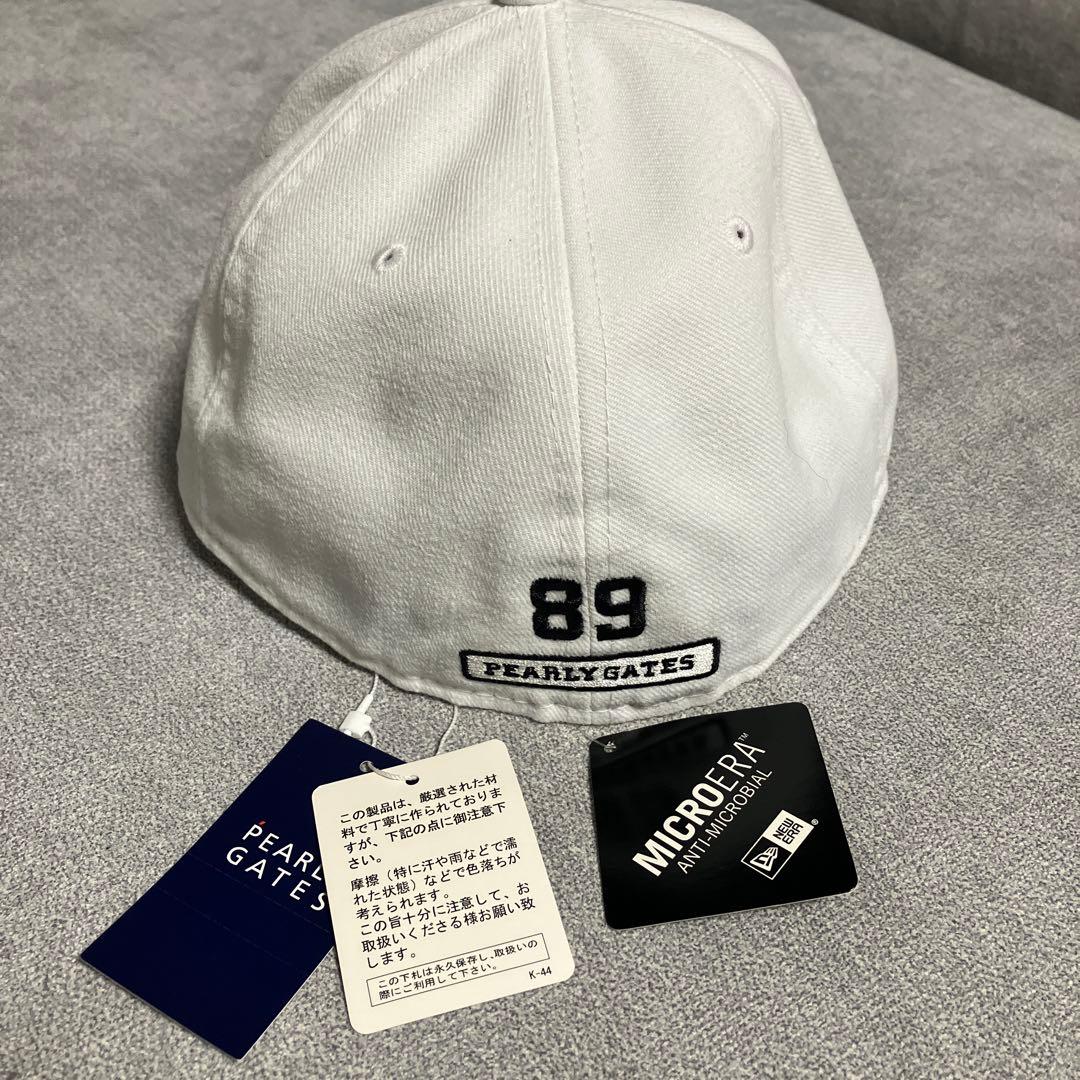 89
PEARLY GATES
PEARLY
GATES
この製品は、厳選された材
料で丁寧に作られておりま
すが、下記の点に御注意下
さい。
摩擦（特に汗や雨などで濡
れた状態）などで色落ちが
考えられます。
この旨十分に注意して、お
取扱いくださる様お願い致
します。
この下札は永久保存し、取扱いの
際にご利用して下さい。
K-44
MICROERA™
ANTI-MICROBIAL
NEW
ERA®